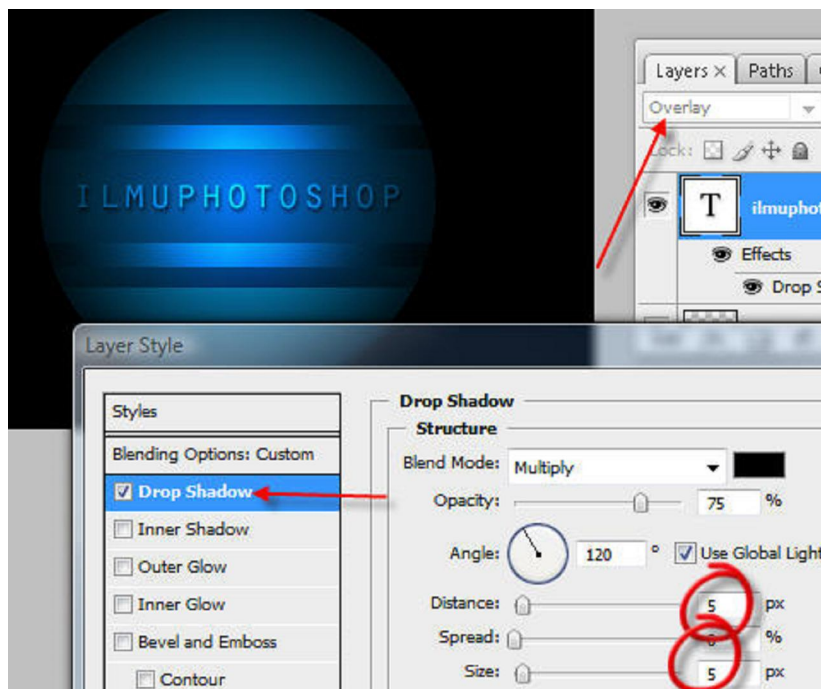 Layers × Paths
Overlay
Lock:
ILMUPHOTOSHOP
T ilmuphot
Effects
Drop S
Layer Style
Styles
Drop Shadow
Structure
Blending Options: Custom
Blend Mode: Multiply
Drop Shadow
Opacity: 75 %
Inner Shadow
Angle: 120 ° Use Global Light
Outer Glow
Inner Glow
Distance: 5 px
Bevel and Emboss
Spread: 0 %
Contour
Size: 5 px